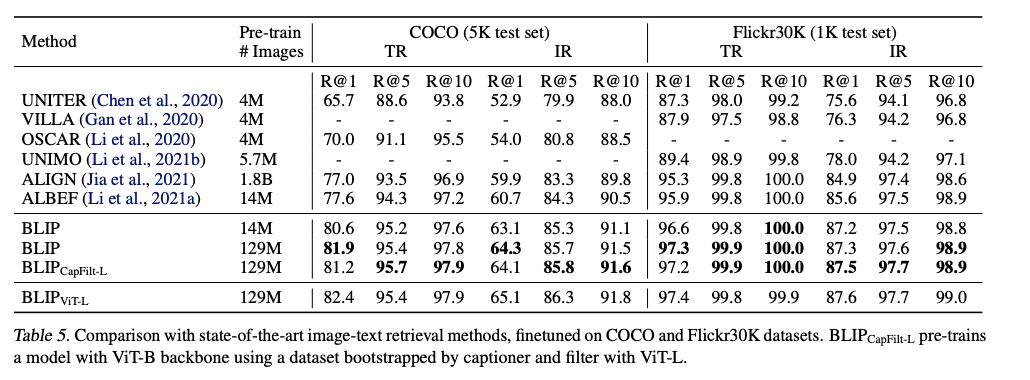 Method Pre-train # Images COCO (5K test set) Flickr30K (1K test set)
TR IR TR IR
R@1 R@5 R@10 R@1 R@5 R@10 R@1 R@5 R@10 R@1 R@5 R@10
UNITER (Chen et al., 2020) 4M 65.7 88.6 93.8 52.9 79.9 88.0 87.3 98.0 99.2 75.6 94.1 96.8
VILLA (Gan et al., 2020) 4M - - - - - - 87.9 97.5 98.8 76.3 94.2 96.8
OSCAR (Li et al., 2020) 4M 70.0 91.1 95.5 54.0 80.8 88.5 - - - - - -
UNIMO (Li et al., 2021b) 5.7M - - - - - - 89.4 98.9 99.8 78.0 94.2 97.1
ALIGN (Jia et al., 2021) 1.8B 77.0 93.5 96.9 59.9 83.3 89.8 95.3 99.8 100.0 84.9 97.4 98.6
ALBEF (Li et al., 2021a) 14M 77.6 94.3 97.2 60.7 84.3 90.5 95.9 99.8 100.0 85.6 97.5 98.9
BLIP 14M 80.6 95.2 97.6 63.1 85.3 91.1 96.6 99.8 100.0 87.2 97.5 98.8
BLIP 129M 81.9 95.4 97.8 64.3 85.7 91.5 97.3 99.9 100.0 87.3 97.6 98.9
BLIPCapFilt-L 129M 81.2 95.7 97.9 64.1 85.8 91.6 97.2 99.9 100.0 87.5 97.7 98.9
BLIPViT-L 129M 82.4 95.4 97.9 65.1 86.3 91.8 97.4 99.8 99.9 87.6 97.7 99.0
Table 5. Comparison with state-of-the-art image-text retrieval methods, finetuned on COCO and Flickr30K datasets. BLIPCapFilt-L pre-trains
a model with ViT-B backbone using a dataset bootstrapped by captioner and filter with ViT-L.